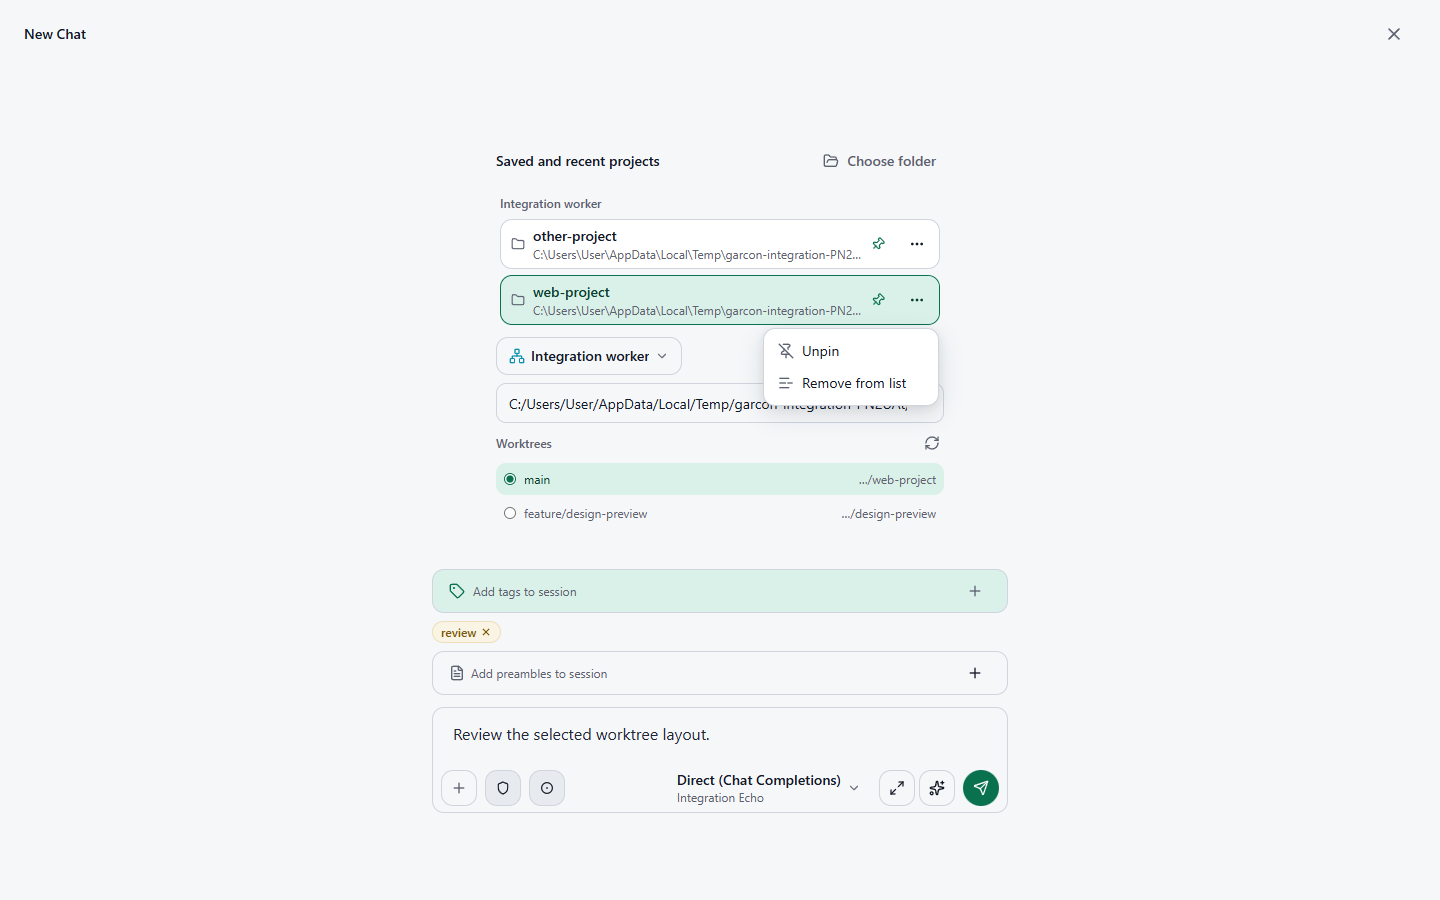 New Chat
Saved and recent projects
Choose folder
Integration worker
other-project
C:\Users\User\AppData\Local\Temp\garcon-integration-PN2...
web-project
C:\Users\User\AppData\Local\Temp\garcon-integration-PN2...
Unpin
Remove from list
Integration worker
C:/Users/User/AppData/Local/Temp/garcon-integration-
Worktrees
main
.../web-project
feature/design-preview
.../design-preview
Add tags to session
review
Add preambles to session
Review the selected worktree layout.
Direct (Chat Completions)
Integration Echo